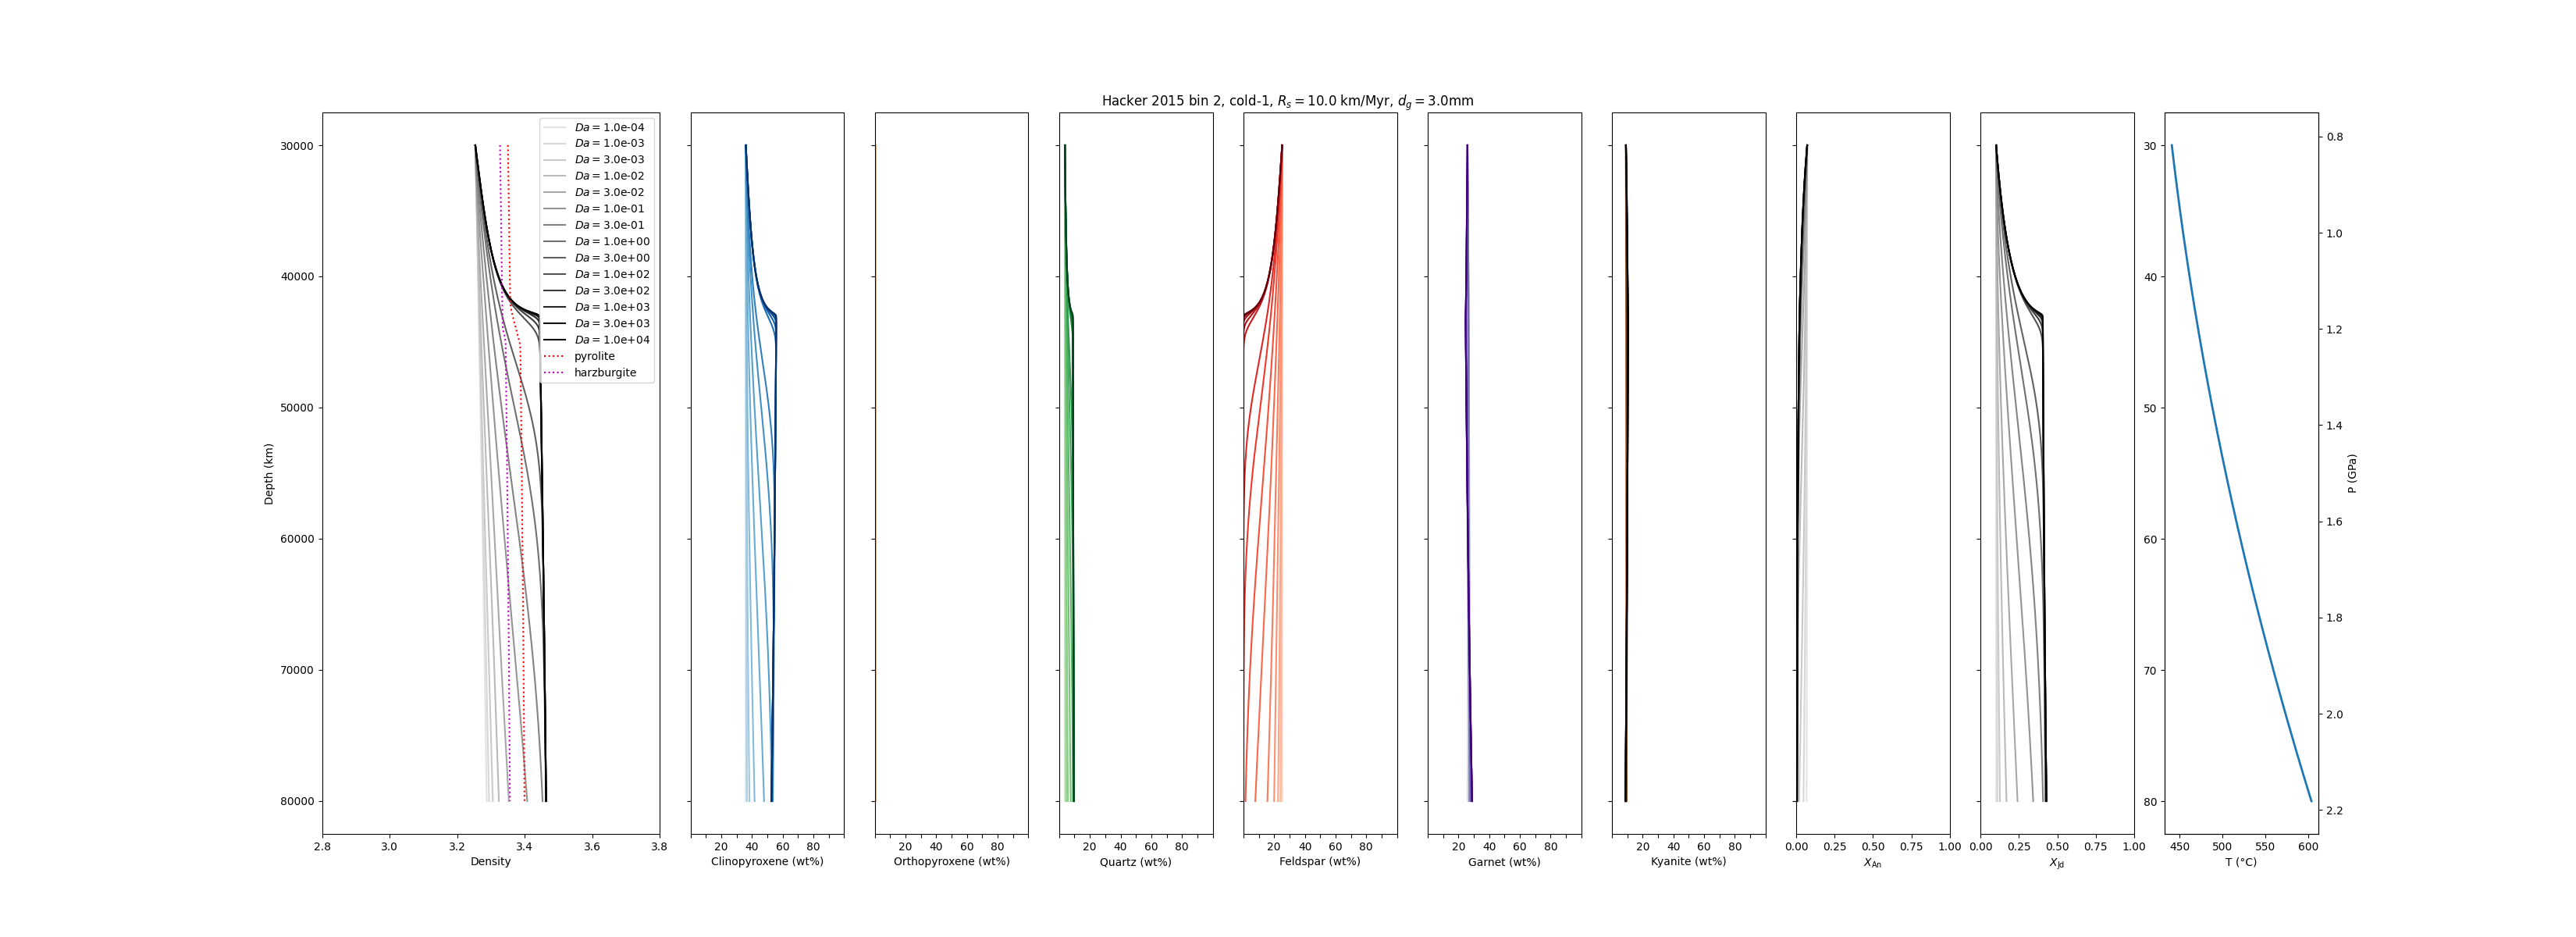 Hacker 2015 bin 2, cold-1, R_s = 10.0 km/Myr, d_g = 3.0mm
Da = 1.0e-04
Da = 1.0e-03
Da = 3.0e-03
Da = 1.0e-02
Da = 3.0e-02
Da = 1.0e-01
Da = 3.0e-01
Da = 1.0e+00
Da = 3.0e+00
Da = 1.0e+02
Da = 3.0e+02
Da = 1.0e+03
Da = 3.0e+03
Da = 1.0e+04
pyrolite
harzburgite
Depth (km)
30000
40000
50000
60000
70000
80000
2.8 3.0 3.2 3.4 3.6 3.8
Density
20 40 60 80
Clinopyroxene (wt%)
20 40 60 80
Orthopyroxene (wt%)
20 40 60 80
Quartz (wt%)
20 40 60 80
Feldspar (wt%)
20 40 60 80
Garnet (wt%)
20 40 60 80
Kyanite (wt%)
0.00 0.25 0.50 0.75 1.00
X_An
0.00 0.25 0.50 0.75 1.00
X_Jd
30
40
50
60
70
80
450 500 550 600
T (°C)
0.8
1.0
1.2
1.4
1.6
1.8
2.0
2.2
P (GPa)